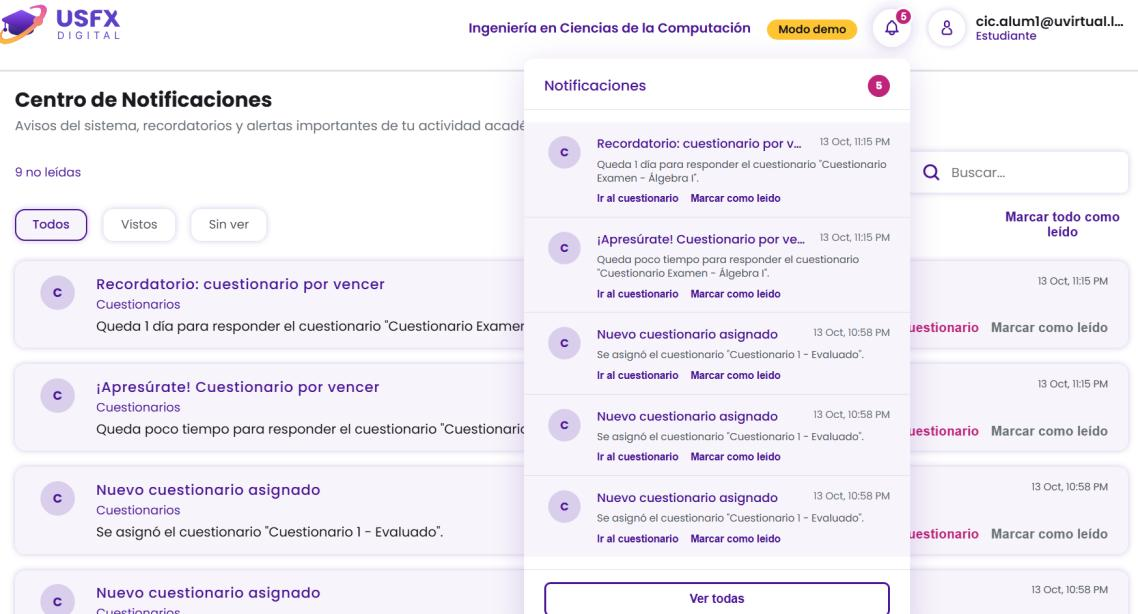 USFX
DIGITAL
Ingeniería en Ciencias de la Computación
Modo demo
5
cic.alum1@uvirtual.l...
Estudiante
Centro de Notificaciones
Avisos del sistema, recordatorios y alertas importantes de tu actividad acadé
9 no leídas
Buscar...
Todos
Vistos
Sin ver
Marcar todo como
leído
C
Recordatorio: cuestionario por vencer
13 Oct, 11:15 PM
Cuestionarios
Queda 1 día para responder el cuestionario "Cuestionario Examen
uestionario Marcar como leído
C
¡Apresúrate! Cuestionario por vencer
13 Oct, 11:15 PM
Cuestionarios
Queda poco tiempo para responder el cuestionario "Cuestionario
uestionario Marcar como leído
C
Nuevo cuestionario asignado
13 Oct, 10:58 PM
Cuestionarios
Se asignó el cuestionario "Cuestionario 1 - Evaluado".
uestionario Marcar como leído
C
Nuevo cuestionario asignado
13 Oct, 10:58 PM
Cuestionarios
Notificaciones
5
C
Recordatorio: cuestionario por v...
13 Oct, 11:15 PM
Queda 1 día para responder el cuestionario "Cuestionario
Examen - Álgebra I".
Ir al cuestionario Marcar como leído
C
¡Apresúrate! Cuestionario por ve...
13 Oct, 11:15 PM
Queda poco tiempo para responder el cuestionario
"Cuestionario Examen - Álgebra I".
Ir al cuestionario Marcar como leído
C
Nuevo cuestionario asignado
13 Oct, 10:58 PM
Se asignó el cuestionario "Cuestionario 1 - Evaluado".
Ir al cuestionario Marcar como leído
C
Nuevo cuestionario asignado
13 Oct, 10:58 PM
Se asignó el cuestionario "Cuestionario 1 - Evaluado".
Ir al cuestionario Marcar como leído
C
Nuevo cuestionario asignado
13 Oct, 10:58 PM
Se asignó el cuestionario "Cuestionario 1 - Evaluado".
Ir al cuestionario Marcar como leído
Ver todas